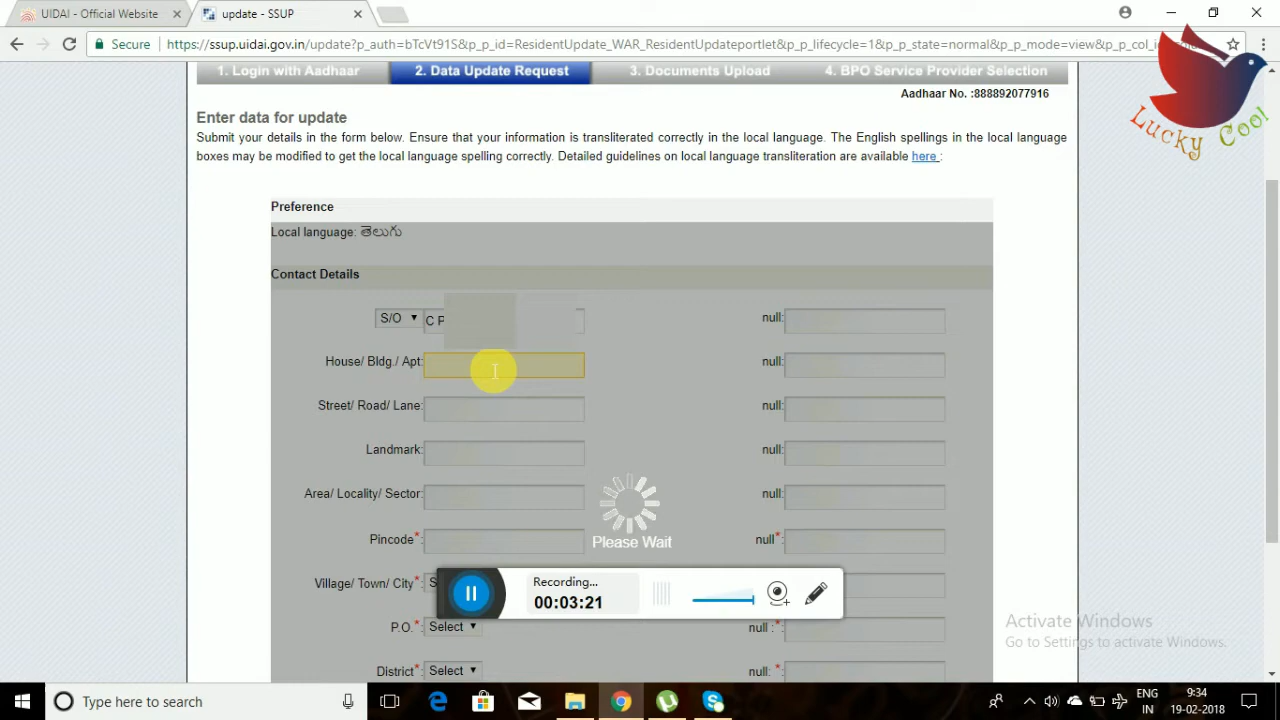 UIDAI - Official Website
update - SSUP
Secure
https://ssup.uidai.gov.in/update?p_auth=bTcVt91S&p_p_id=ResidentUpdate_WAR_ResidentUpdateportlet&p_p_lifecycle=1&p_p_state=normal&p_p_mode=view&p_p_col_i
1. Login with Aadhaar
2. Data Update Request
3. Documents Upload
4. BPO Service Provider Selection
Aadhaar No. :888892077916
Lucky Cool
Enter data for update
Submit your details in the form below. Ensure that your information is transliterated correctly in the local language. The English spellings in the local language
boxes may be modified to get the local language spelling correctly. Detailed guidelines on local language transliteration are available here :
Preference
Local language: తెలుగు
Contact Details
S/O C P null:
House/ Bldg./ Apt: null:
Street/ Road/ Lane: null:
Landmark: null:
Area/ Locality/ Sector: null:
Pincode*: null*:
Please Wait
Village/ Town/ City*:
Recording...
00:03:21
P.O.*: Select null :*:
District*: Select null: *:
Activate Windows
Go to Settings to activate Windows.
Type here to search
ENG
IN
9:34
19-02-2018